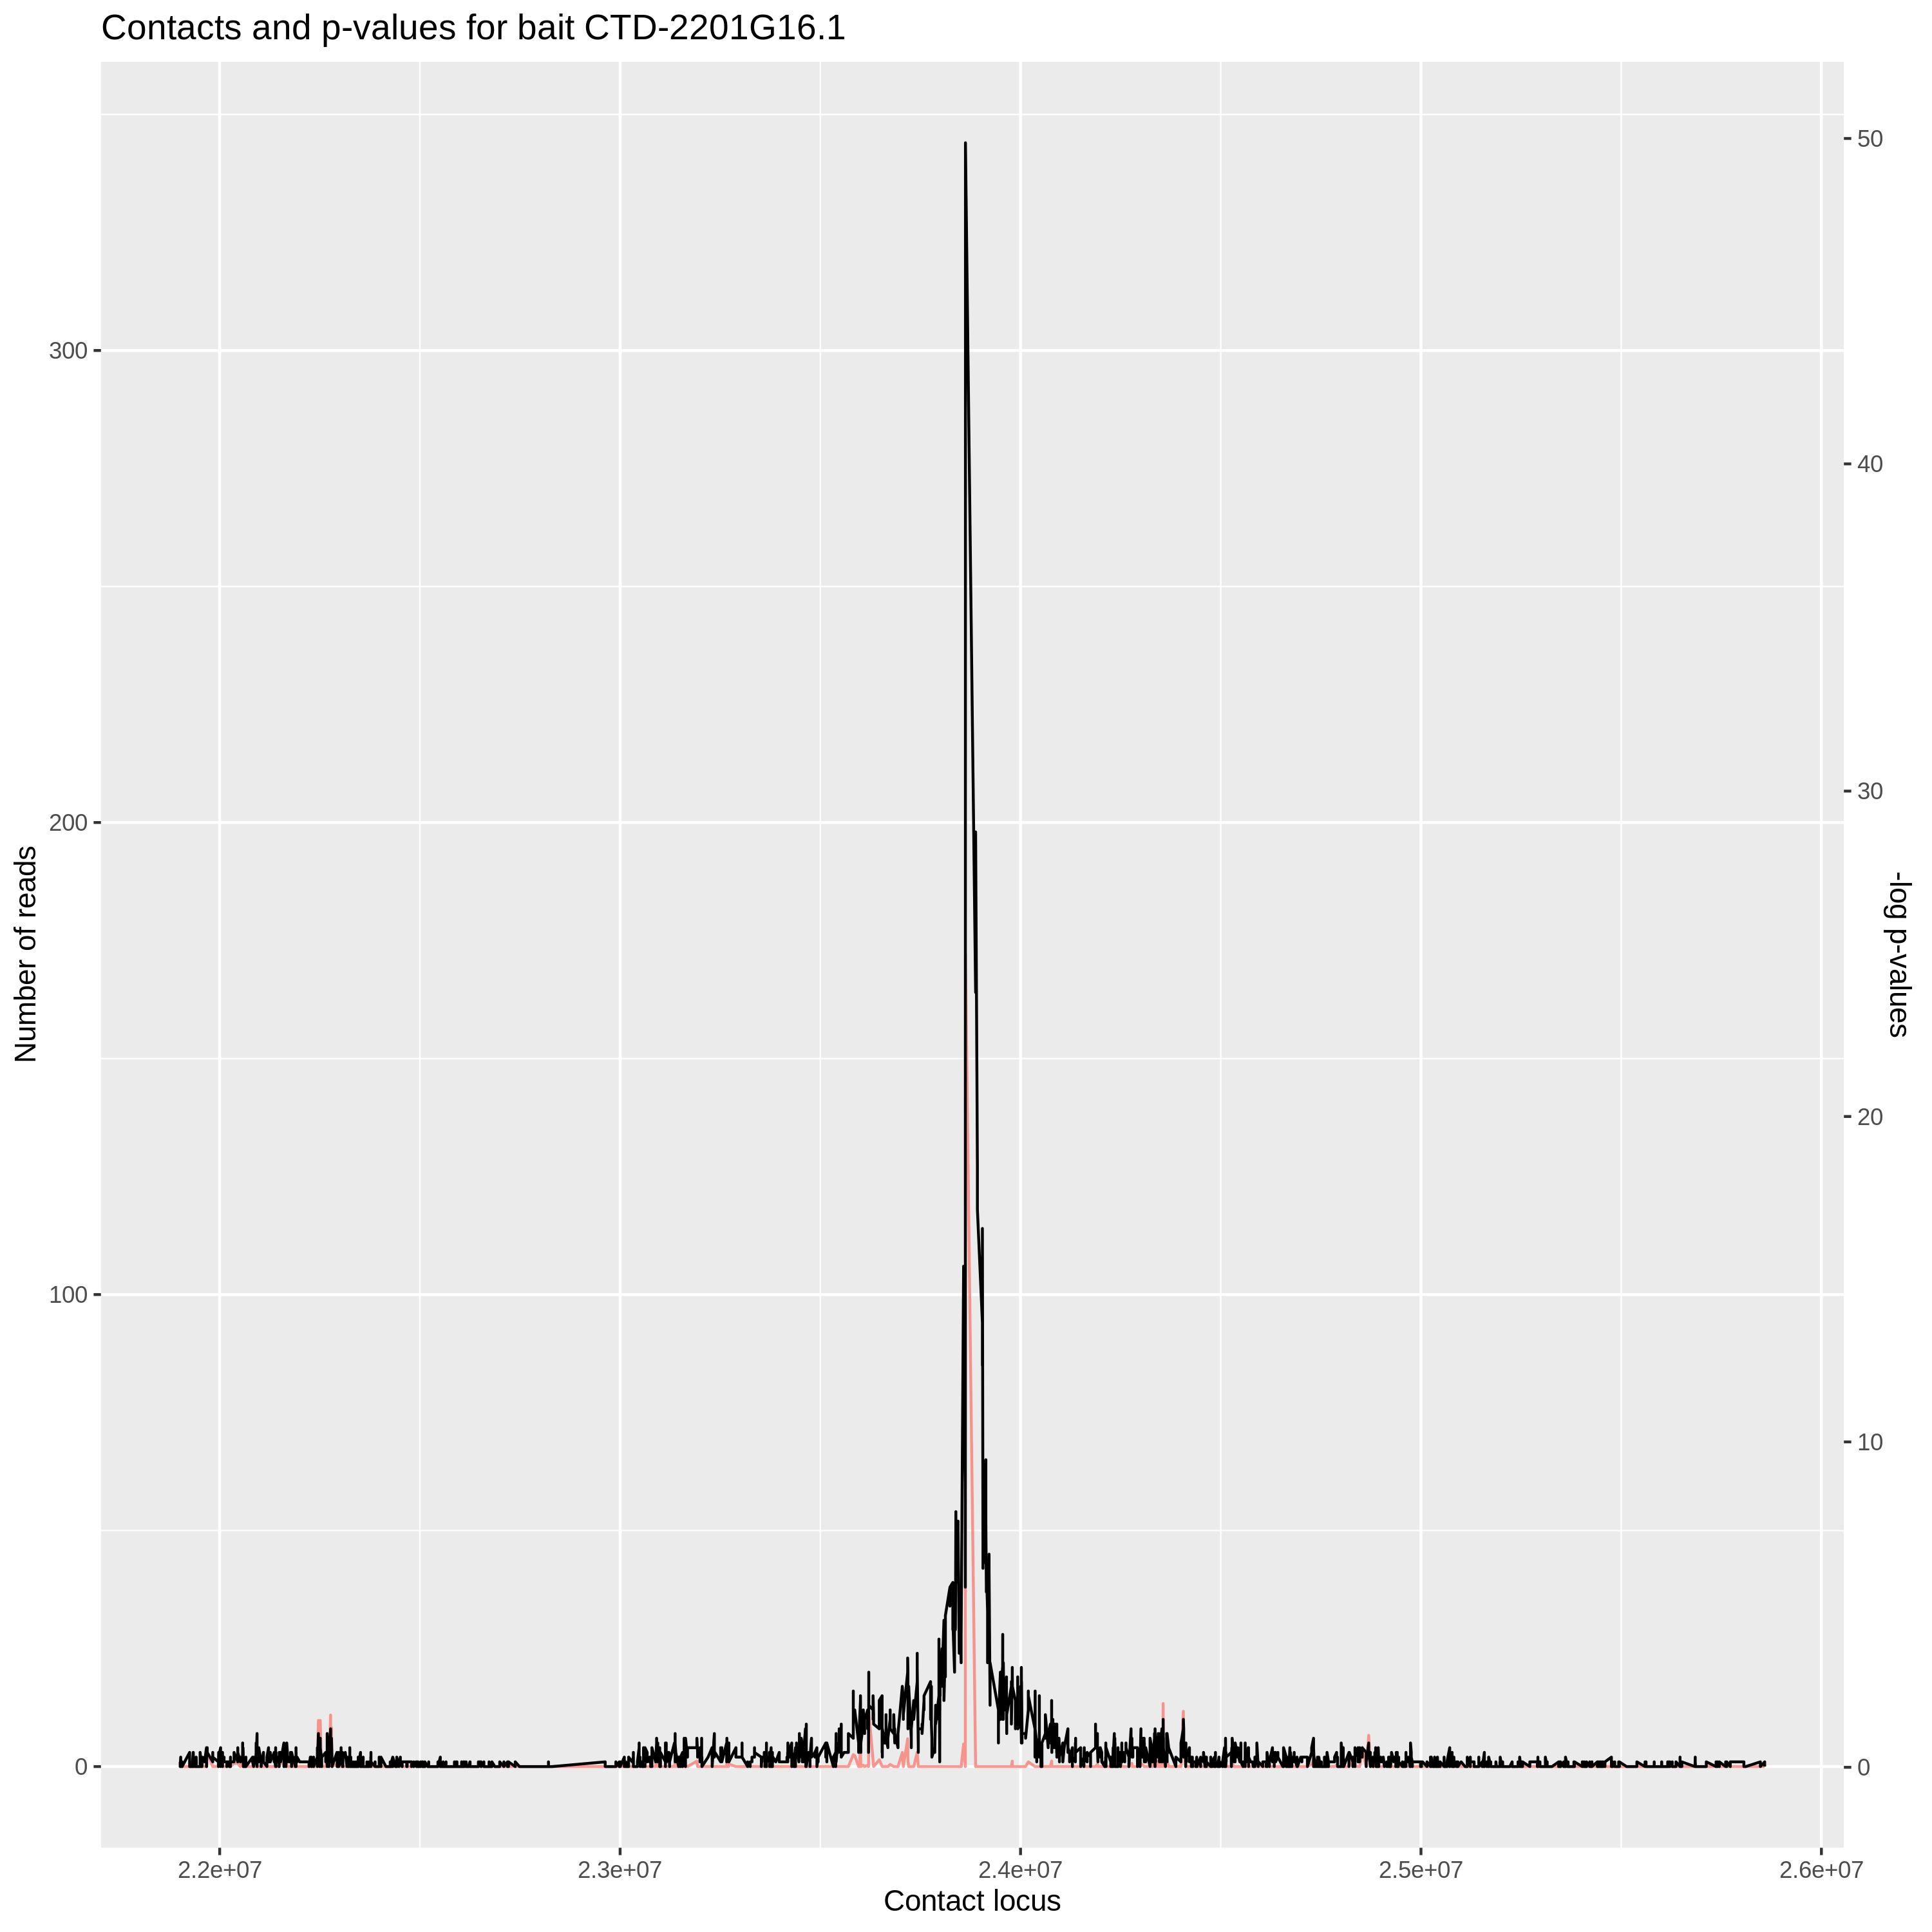 Contacts and p-values for bait CTD-2201G16.1
Number of reads
300
200
100
0
50
40
30
20
10
0
-log p-values
2.2e+07
2.3e+07
2.4e+07
2.5e+07
2.6e+07
Contact locus